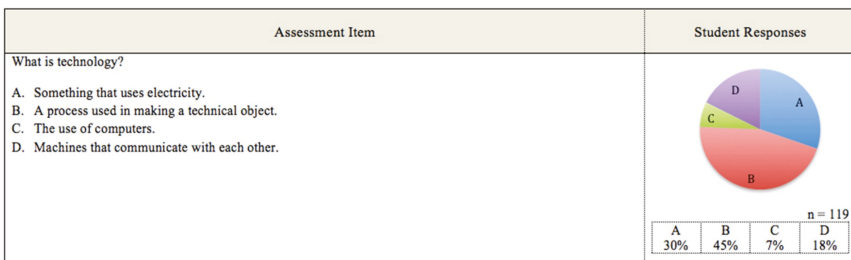 Assessment Item
Student Responses
What is technology?
A. Something that uses electricity.
B. A process used in making a technical object.
C. The use of computers.
D. Machines that communicate with each other.
D
A
C
B
n = 119
A B C D
30% 45% 7% 18%